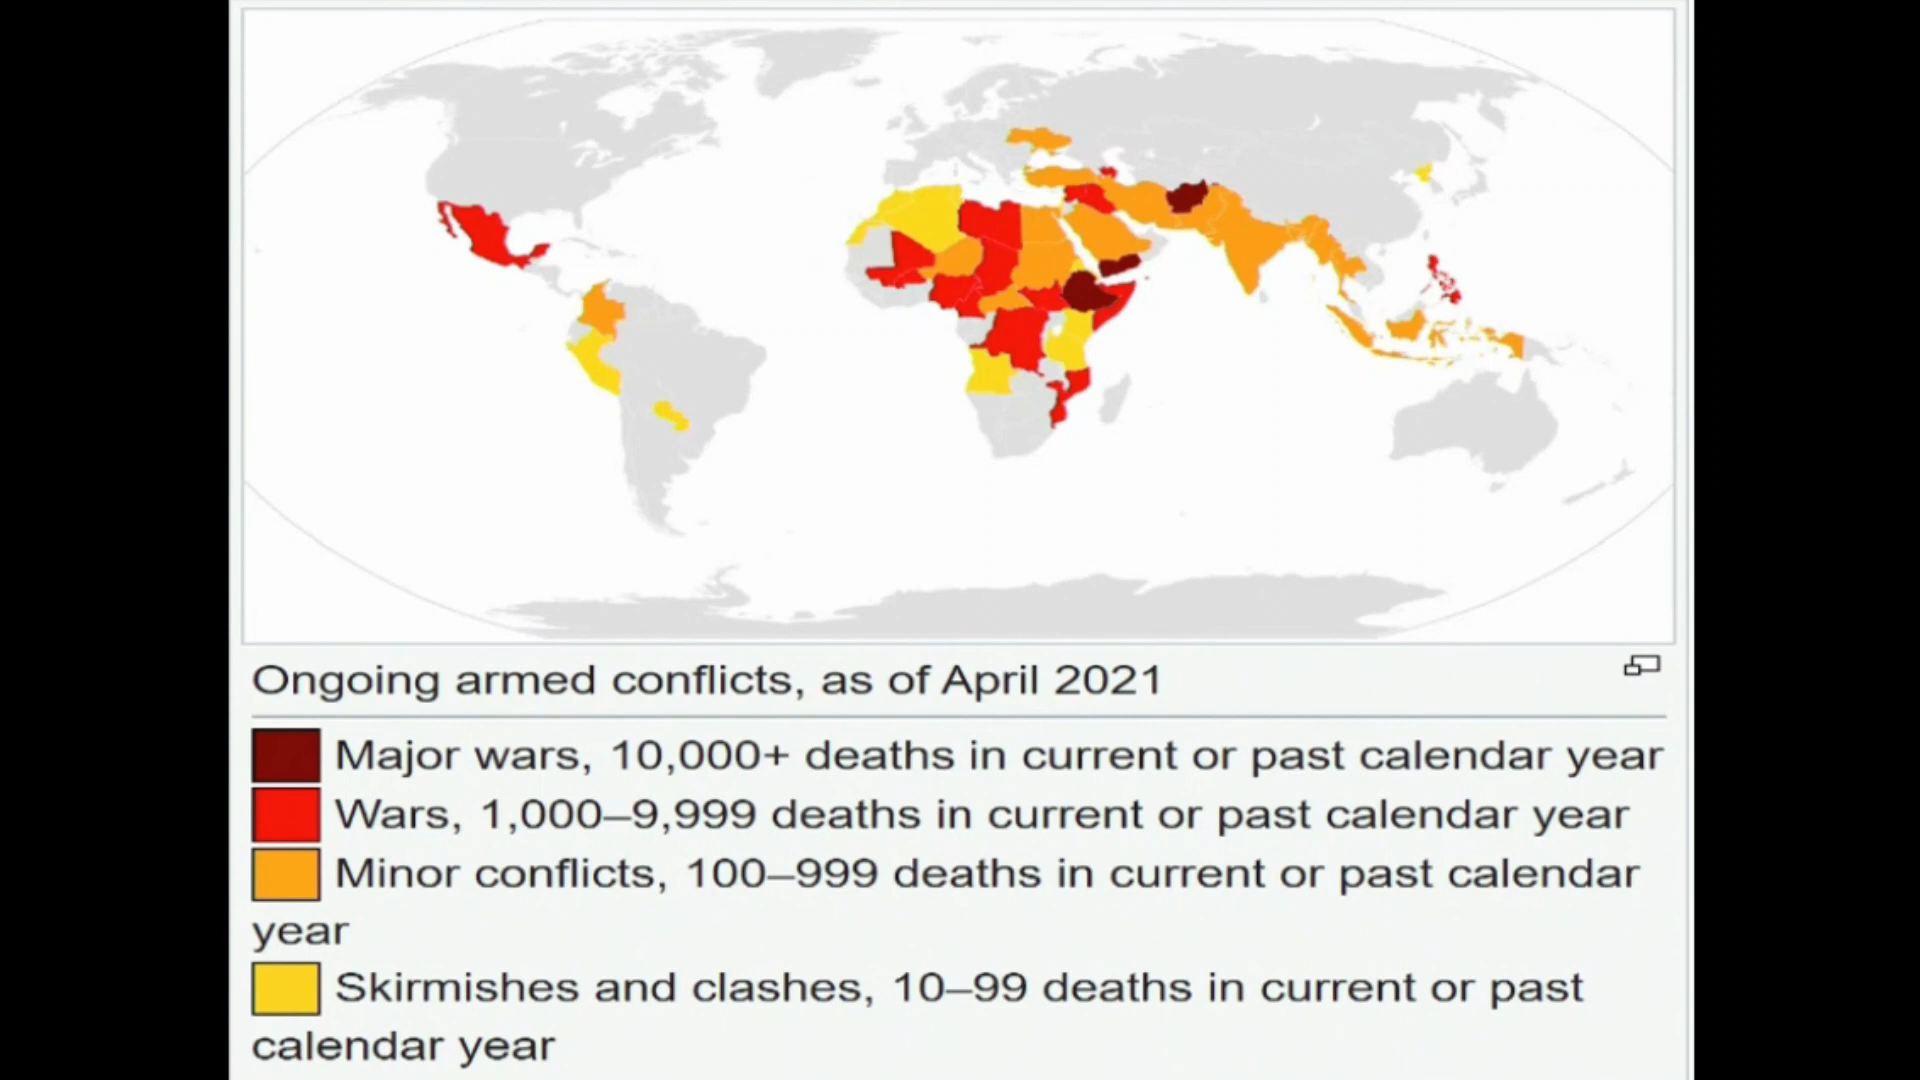 Ongoing armed conflicts, as of April 2021
Major wars, 10,000+ deaths in current or past calendar year
Wars, 1,000–9,999 deaths in current or past calendar year
Minor conflicts, 100–999 deaths in current or past calendar
year
Skirmishes and clashes, 10–99 deaths in current or past
calendar year